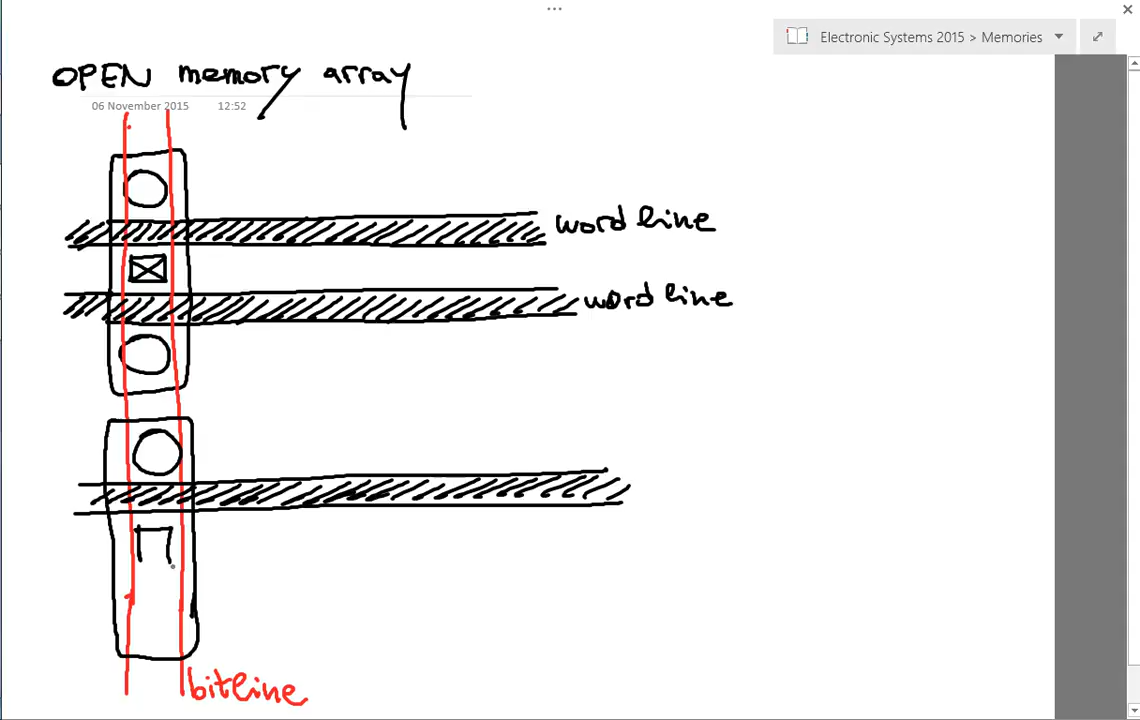 Electronic Systems 2015 > Memories
OPEN memory array
06 November 2015 12:52
word line
word line
bitline